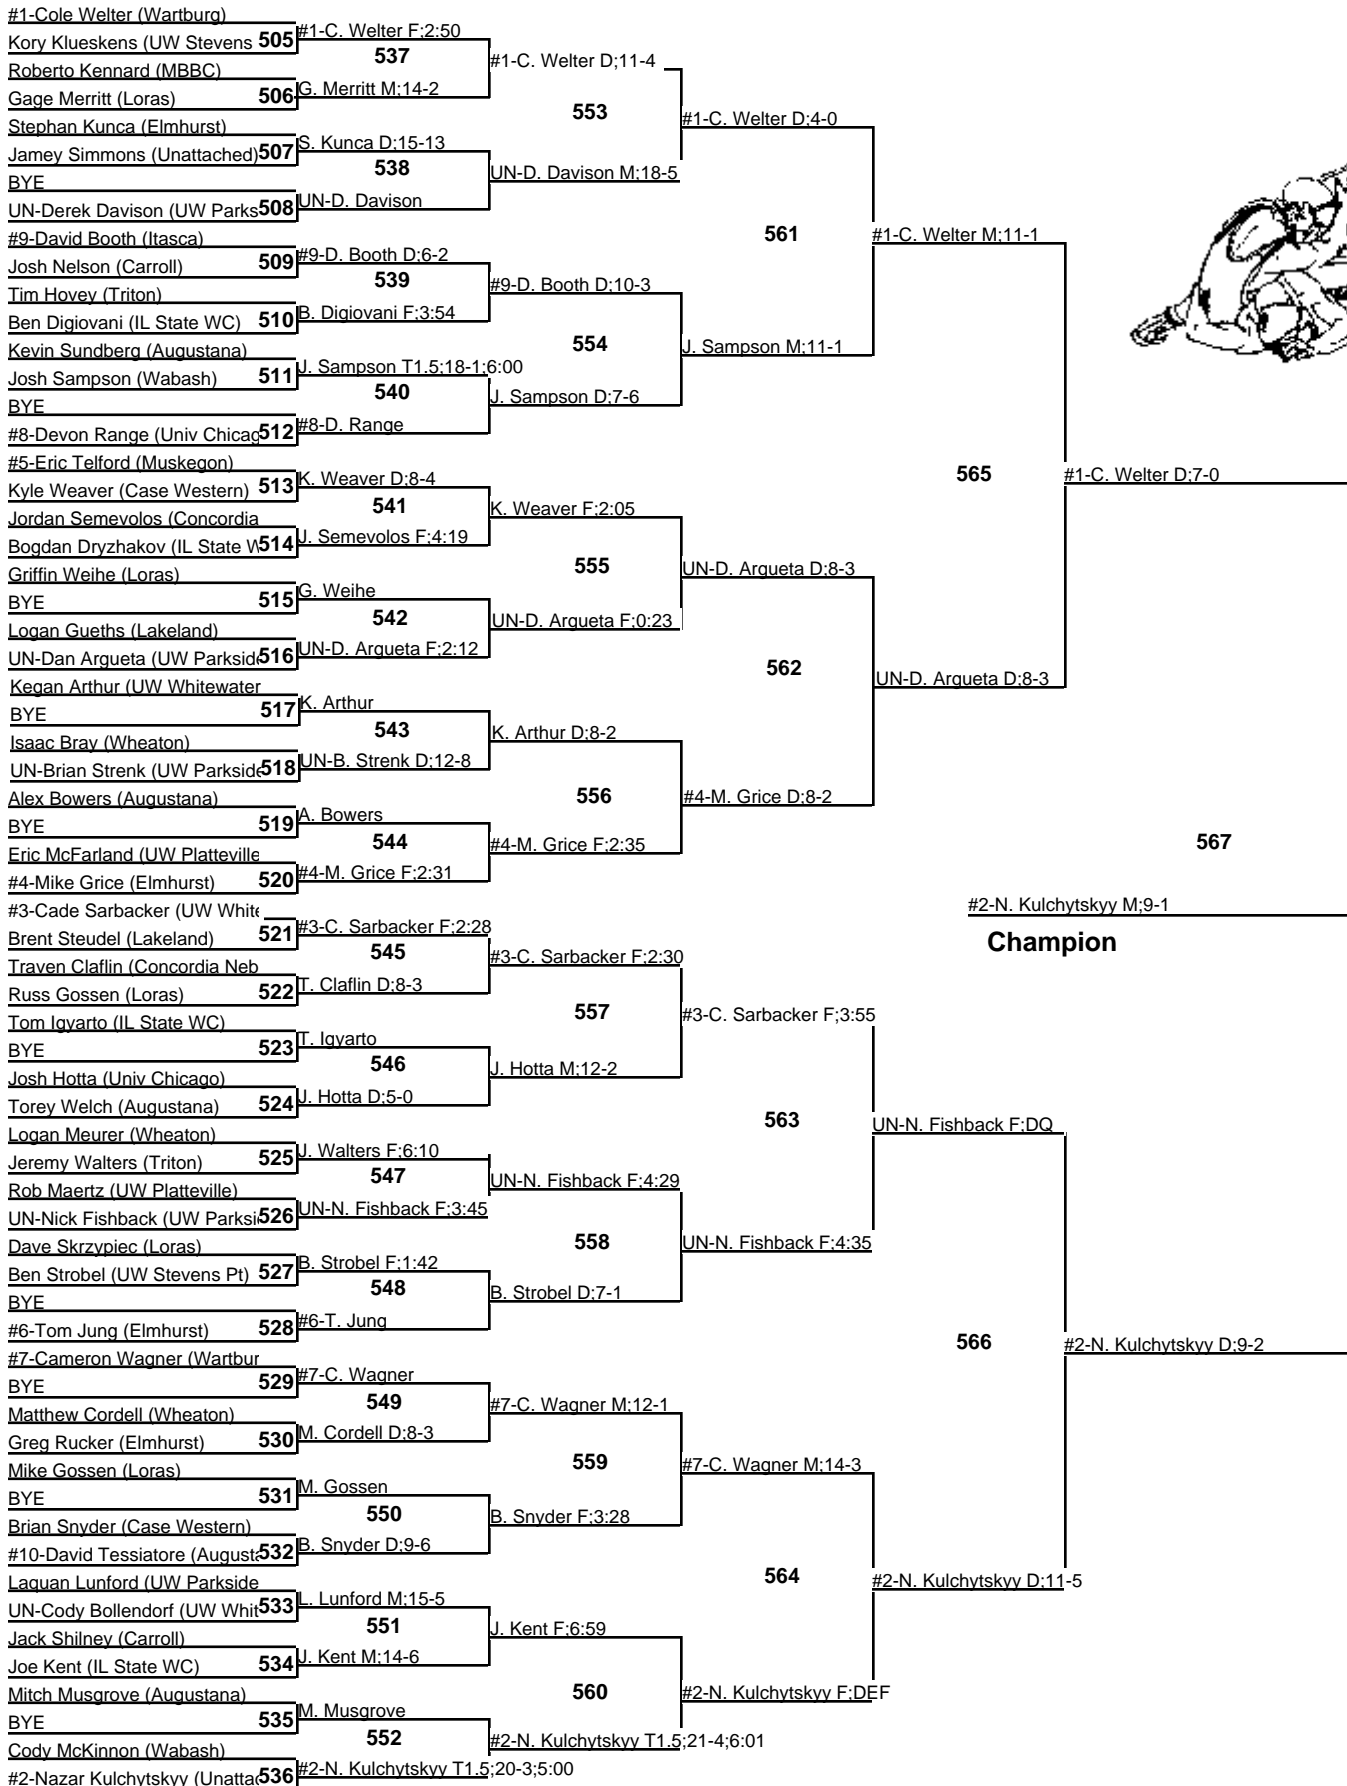 #1-Cole Welter (Wartburg)
Kory Klueskens (UW Stevens 505
Roberto Kennard (MBBC)
Gage Merritt (Loras) 506
Stephan Kunca (Elmhurst)
Jamey Simmons (Unattached) 507
BYE
UN-Derek Davison (UW Parks 508
#9-David Booth (Itasca)
Josh Nelson (Carroll) 509
Tim Hovey (Triton)
Ben Digiovani (IL State WC) 510
Kevin Sundberg (Augustana)
Josh Sampson (Wabash) 511
BYE
#8-Devon Range (Univ Chicag 512
#5-Eric Telford (Muskegon)
Kyle Weaver (Case Western) 513
Jordan Semevolos (Concordia
Bogdan Dryzhakov (IL State W 514
Griffin Weihe (Loras)
BYE 515
Logan Gueths (Lakeland)
UN-Dan Argueta (UW Parkside 516
Kegan Arthur (UW Whitewater
BYE 517
Isaac Bray (Wheaton)
UN-Brian Strenk (UW Parkside 518
Alex Bowers (Augustana)
BYE 519
Eric McFarland (UW Platteville
#4-Mike Grice (Elmhurst) 520
#3-Cade Sarbacker (UW White
Brent Steudel (Lakeland) 521
Traven Claflin (Concordia Neb
Russ Gossen (Loras) 522
Tom Igyarto (IL State WC)
BYE 523
Josh Hotta (Univ Chicago)
Torey Welch (Augustana) 524
Logan Meurer (Wheaton)
Jeremy Walters (Triton) 525
Rob Maertz (UW Platteville)
UN-Nick Fishback (UW Parksi 526
Dave Skrzypiec (Loras)
Ben Strobel (UW Stevens Pt) 527
BYE
#6-Tom Jung (Elmhurst) 528
#7-Cameron Wagner (Wartbur
BYE 529
Matthew Cordell (Wheaton)
Greg Rucker (Elmhurst) 530
Mike Gossen (Loras)
BYE 531
Brian Snyder (Case Western)
#10-David Tessiatore (Augusta 532
Laquan Lunford (UW Parkside
UN-Cody Bollendorf (UW Whit 533
Jack Shilney (Carroll)
Joe Kent (IL State WC) 534
Mitch Musgrove (Augustana)
BYE 535
Cody McKinnon (Wabash)
#2-Nazar Kulchytskyy (Unattac 536
#1-C. Welter F;2:50
537
G. Merritt M;14-2
S. Kunca D;15-13
538
UN-D. Davison
#9-D. Booth D;6-2
539
B. Digiovani F;3:54
J. Sampson T1.5;18-1;6:00
540
#8-D. Range
K. Weaver D;8-4
541
J. Semevolos F;4:19
G. Weihe
542
UN-D. Argueta F;2:12
K. Arthur
543
UN-B. Strenk D;12-8
A. Bowers
544
#4-M. Grice F;2:31
#3-C. Sarbacker F;2:28
545
T. Claflin D;8-3
T. Igyarto
546
J. Hotta D;5-0
J. Walters F;6:10
547
UN-N. Fishback F;3:45
B. Strobel F;1:42
548
#6-T. Jung
#7-C. Wagner
549
M. Cordell D;8-3
M. Gossen
550
B. Snyder D;9-6
L. Lunford M;15-5
551
J. Kent M;14-6
M. Musgrove
552
#2-N. Kulchytskyy T1.5;20-3;5:00
#1-C. Welter D;11-4
553
UN-D. Davison M;18-5
#9-D. Booth D;10-3
554
J. Sampson D;7-6
K. Weaver F;2:05
555
UN-D. Argueta F;0:23
K. Arthur D;8-2
556
#4-M. Grice F;2:35
#3-C. Sarbacker F;2:30
557
J. Hotta M;12-2
UN-N. Fishback F;4:29
558
B. Strobel D;7-1
#7-C. Wagner M;12-1
559
B. Snyder F;3:28
J. Kent F;6:59
560
#2-N. Kulchytskyy T1.5;21-4;6:01
#1-C. Welter D;4-0
561
J. Sampson M;11-1
UN-D. Argueta D;8-3
562
#4-M. Grice D;8-2
#3-C. Sarbacker F;3:55
563
UN-N. Fishback F;4:35
#7-C. Wagner M;14-3
564
#2-N. Kulchytskyy F;DEF
#1-C. Welter M;11-1
565
UN-D. Argueta D;8-3
UN-N. Fishback F;DQ
566
#2-N. Kulchytskyy D;11-5
#1-C. Welter D;7-0
567
#2-N. Kulchytskyy D;9-2
#2-N. Kulchytskyy M;9-1
Champion